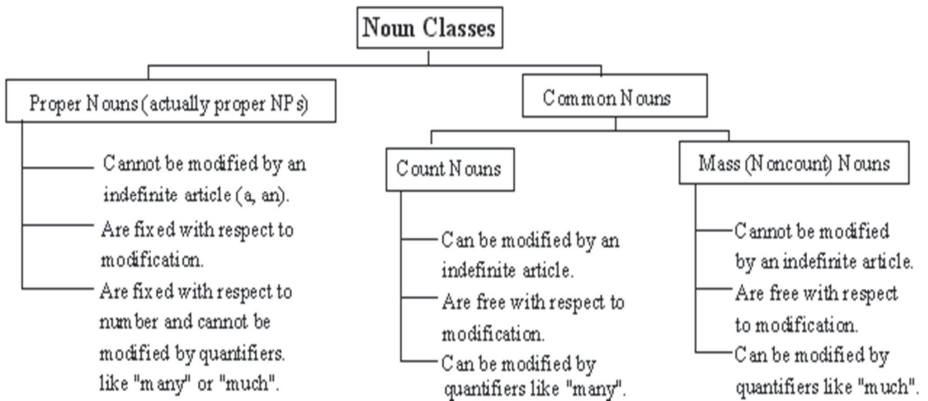 Noun Classes
Proper Nouns (actually proper NPs)
Common Nouns
Cannot be modified by an
indefinite article (a, an).
Are fixed with respect to
modification.
Are fixed with respect to
number and cannot be
modified by quantifiers.
like "many" or "much".
Count Nouns
Can be modified by an
indefinite article.
Are free with respect to
modification.
Can be modified by
quantifiers like "many".
Mass (Noncount) Nouns
Cannot be modified
by an indefinite article.
Are free with respect
to modification.
Can be modified by
quantifiers like "much".